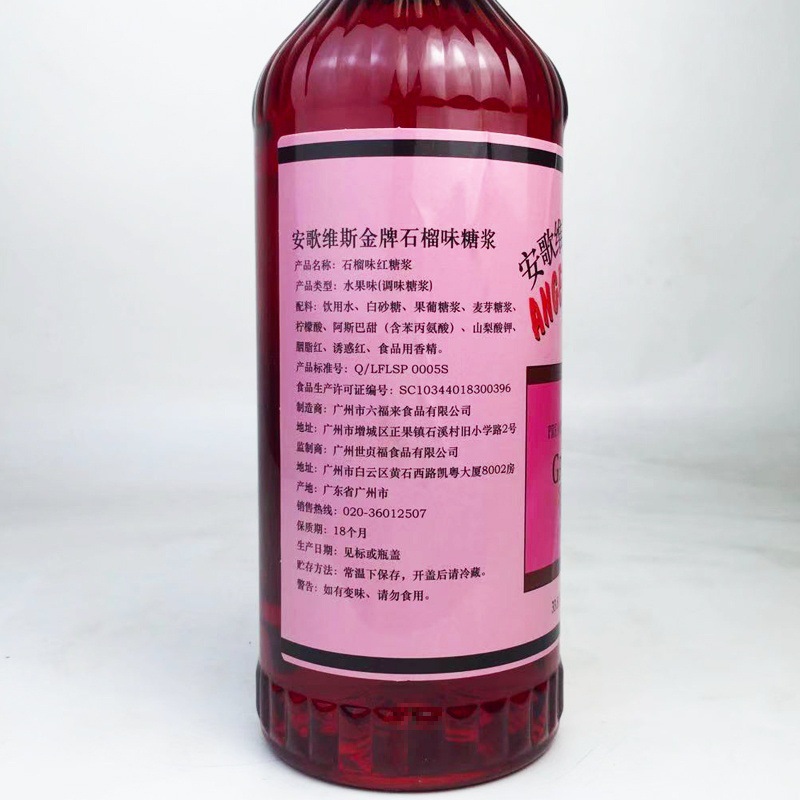 安歌维斯金牌石榴味糖浆
产品名称：石榴味红糖浆
产品类型：水果味(调味糖浆)
配料：饮用水、白砂糖、果葡糖浆、麦芽糖浆、
柠檬酸、阿斯巴甜（含苯丙氨酸）、山梨酸钾、
胭脂红、诱惑红、食品用香精。
产品标准号：Q/LFLSP 0005S
食品生产许可证编号：SC10344018300396
制造商：广州市六福来食品有限公司
地址：广州市增城区正果镇石溪村旧小学路2号
监制商：广州世贞福食品有限公司
地址：广州市白云区黄石西路凯粤大厦8002房
产地：广东省广州市
销售热线：020-36012507
保质期：18个月
生产日期：见标或瓶盖
贮存方法：常温下保存，开盖后请冷藏。
警告：如有变味、请勿食用。
安歌维
ANG